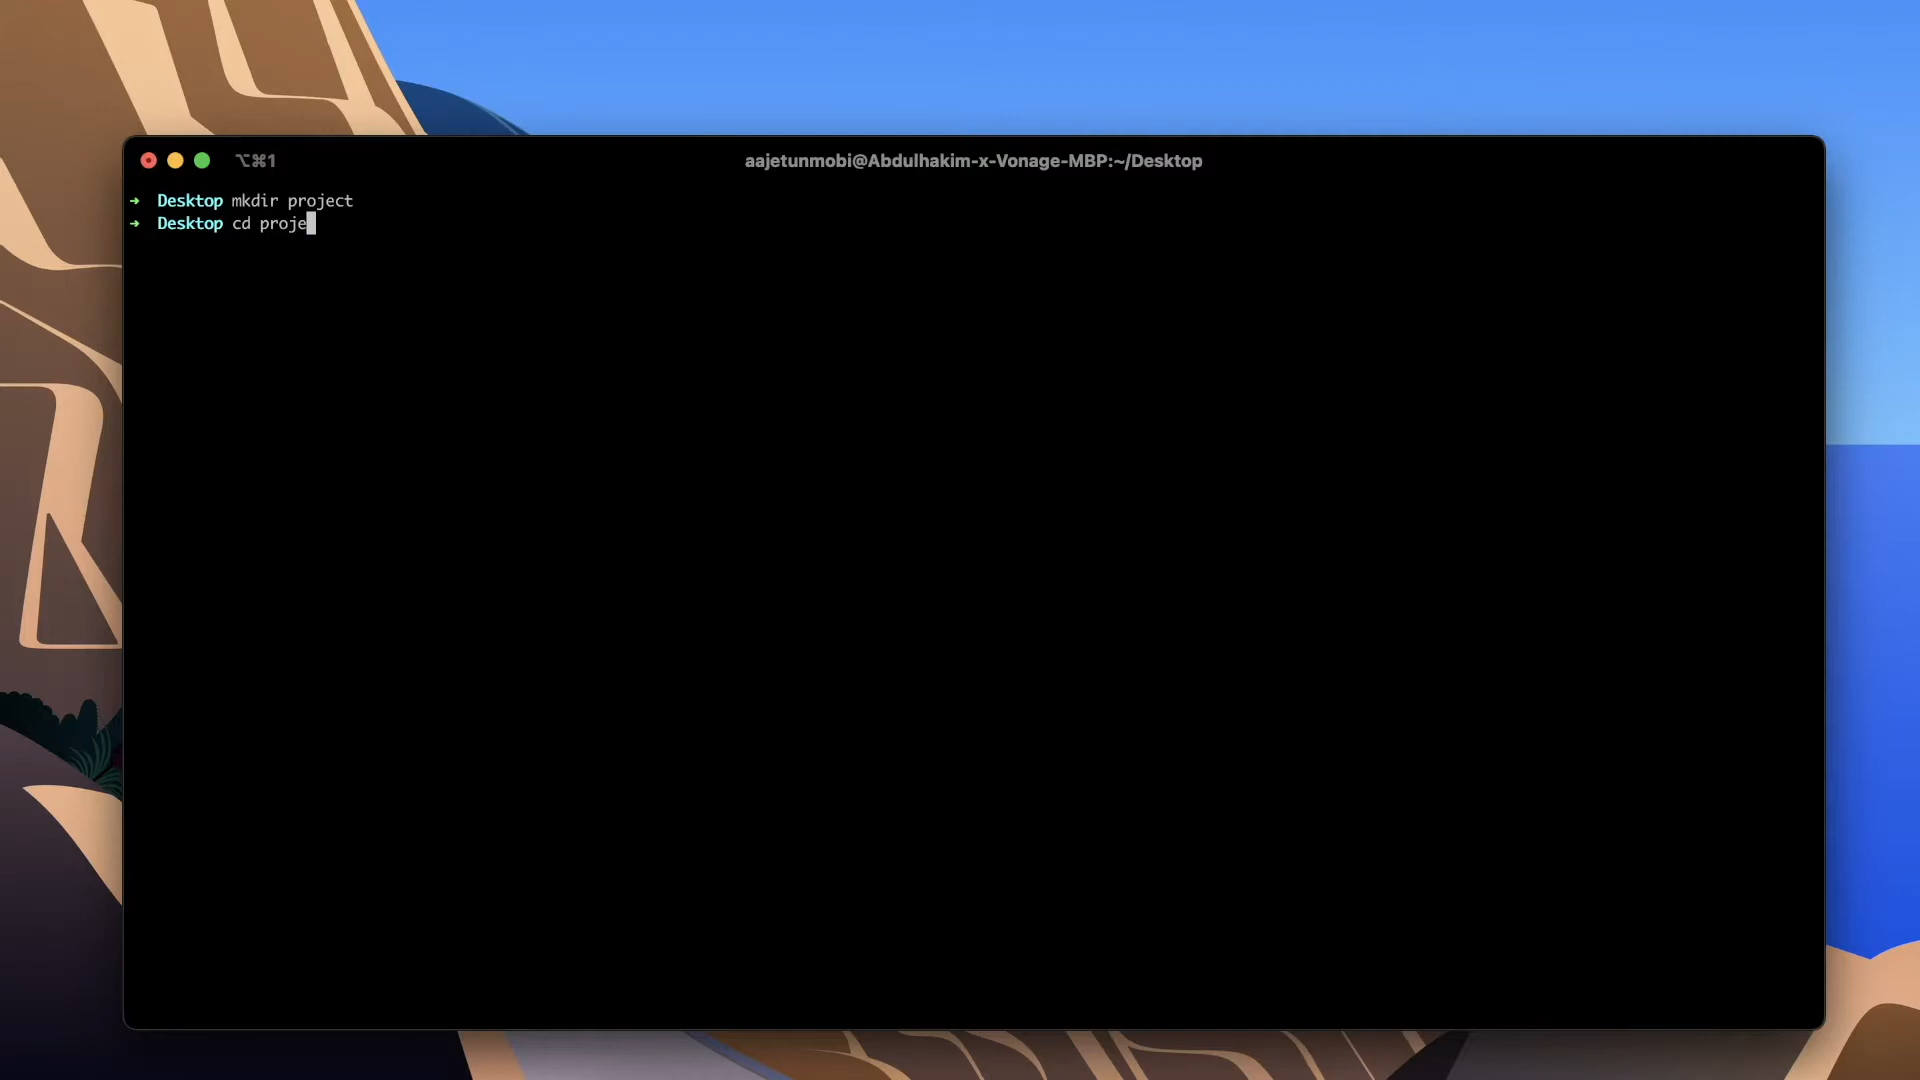 ⌥⌘1
aajetunmobi@Abdulhakim-x-Vonage-MBP:~/Desktop
➜ Desktop mkdir project
➜ Desktop cd proje